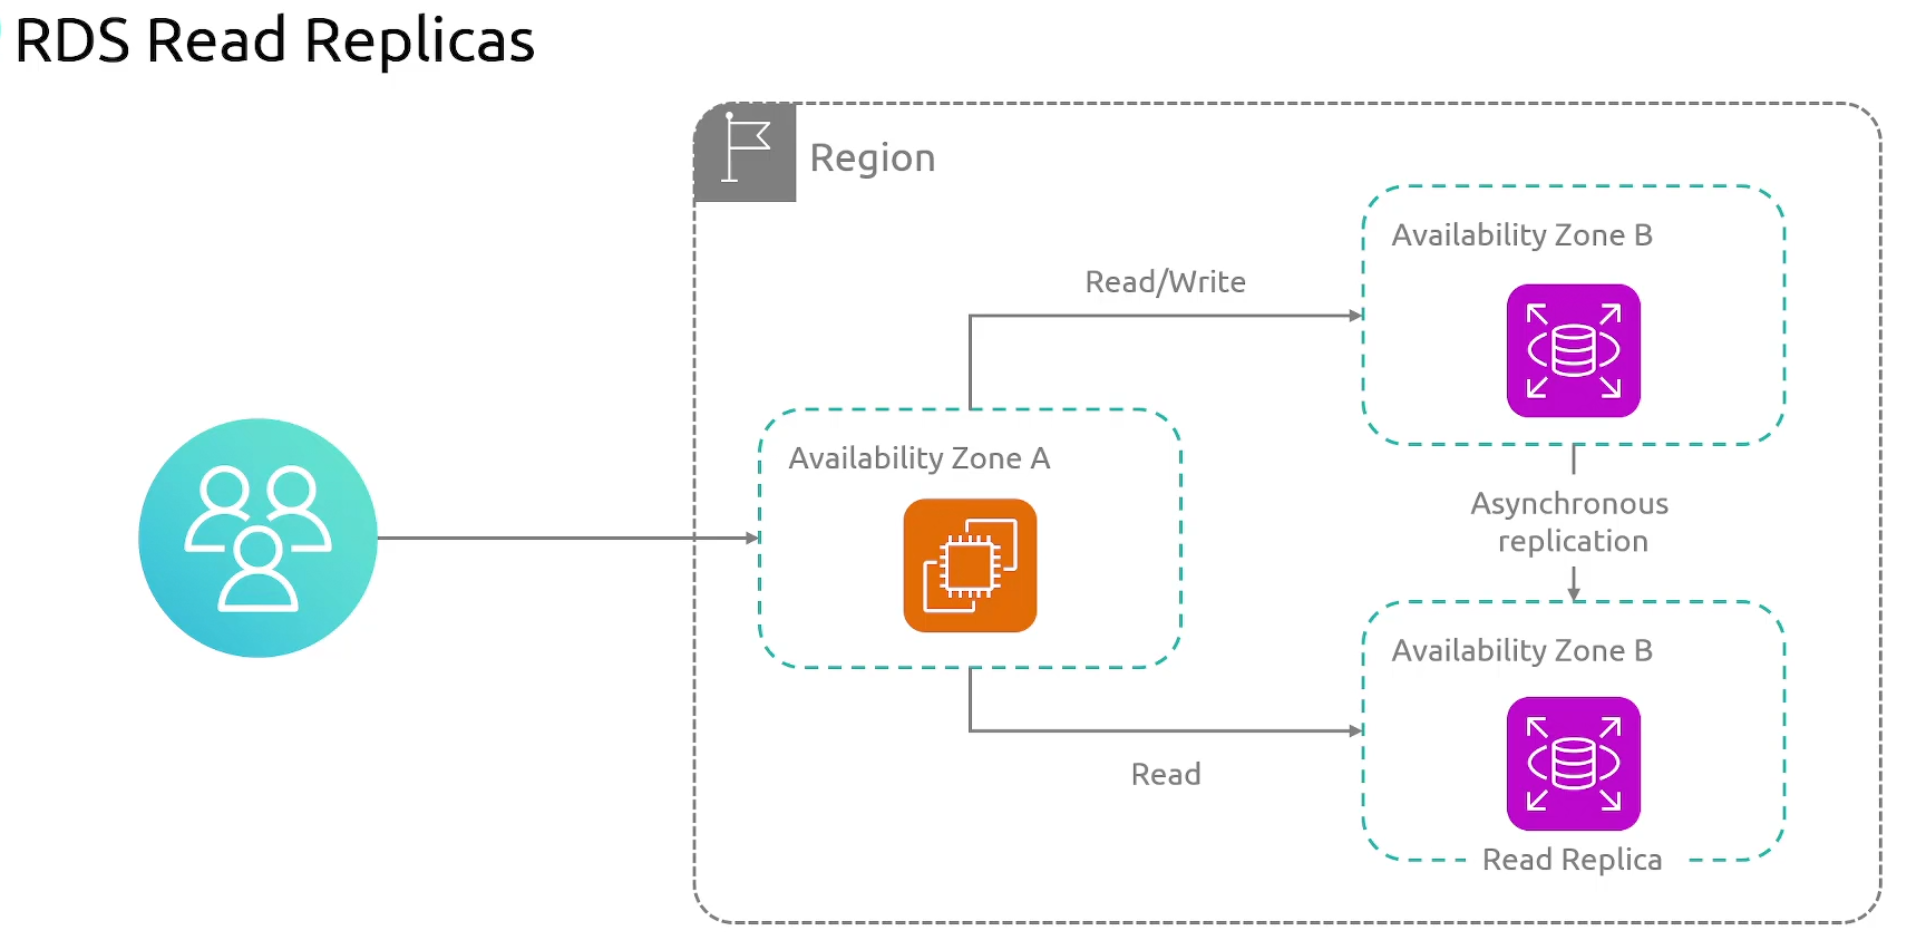 RDS Read Replicas
Region
Availability Zone B
Read/Write
Availability Zone A
Asynchronous
replication
Availability Zone B
Read
Read Replica